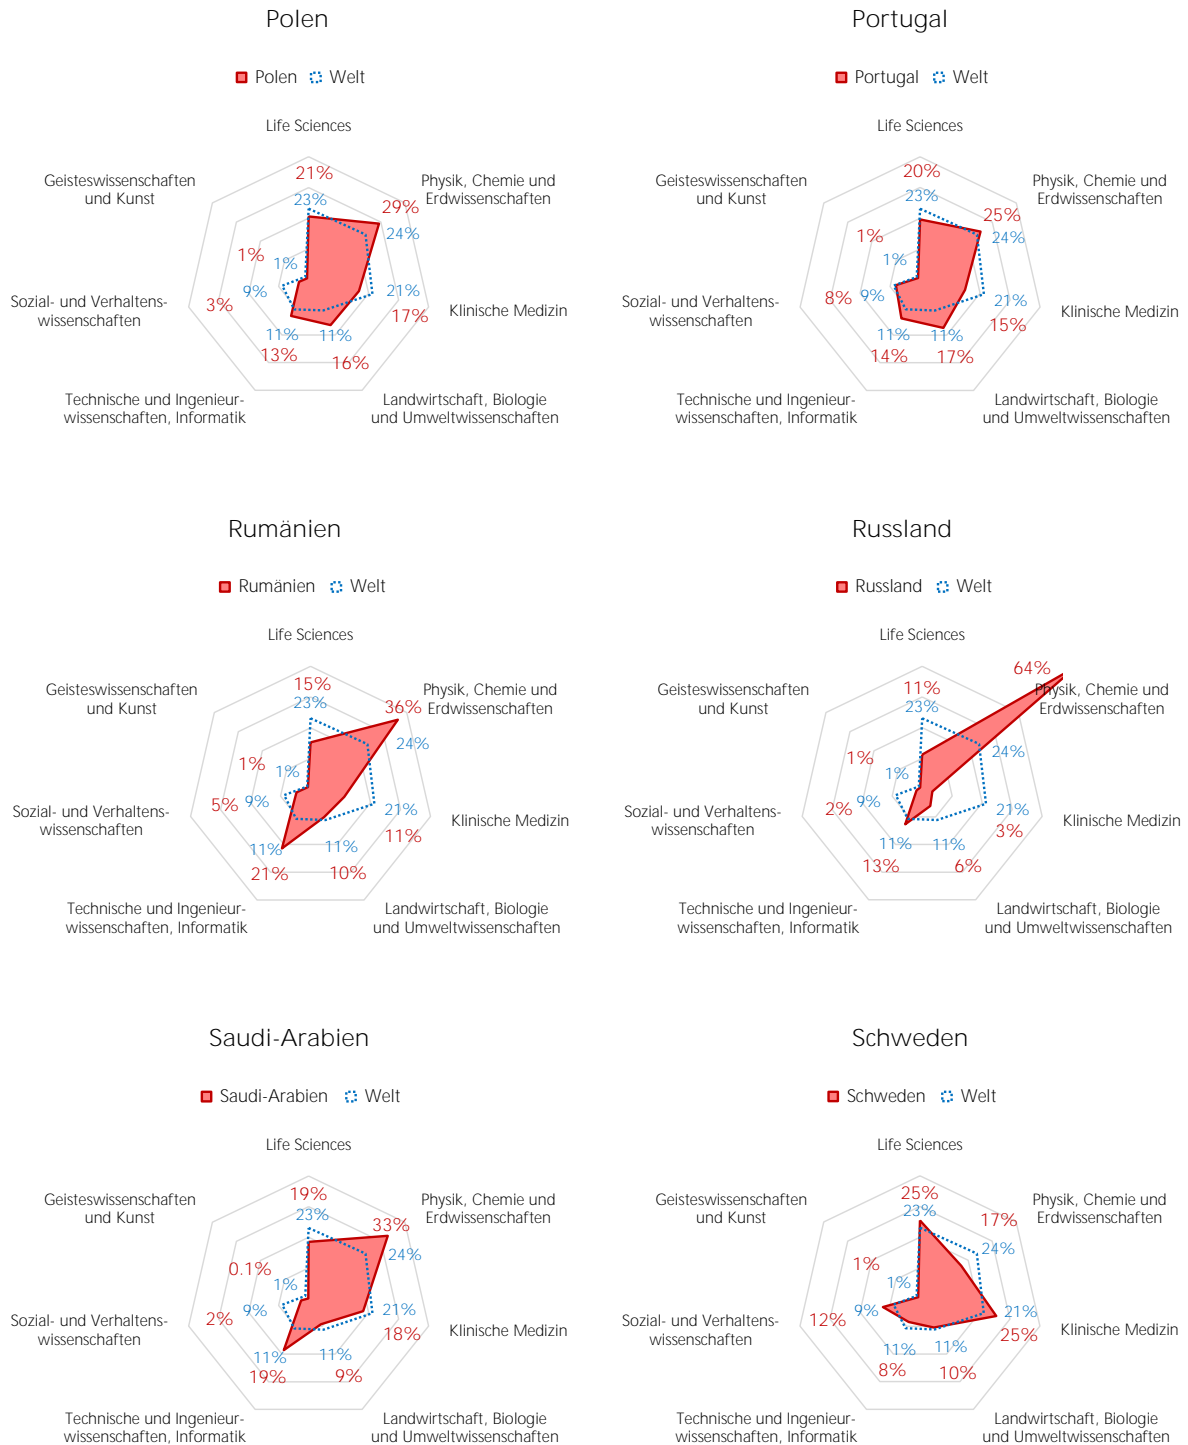 Polen
Polen Welt
Life Sciences
21%
23%
Physik, Chemie und
Erdwissenschaften
29%
24%
Klinische Medizin
21%
17%
Landwirtschaft, Biologie
und Umweltwissenschaften
11%
16%
Technische und Ingenieur-
wissenschaften, Informatik
11%
13%
Sozial- und Verhaltens-
wissenschaften
9%
3%
Geisteswissenschaften
und Kunst
1%
1%
Portugal
Portugal Welt
Life Sciences
20%
23%
Physik, Chemie und
Erdwissenschaften
25%
24%
Klinische Medizin
21%
15%
Landwirtschaft, Biologie
und Umweltwissenschaften
11%
17%
Technische und Ingenieur-
wissenschaften, Informatik
11%
14%
Sozial- und Verhaltens-
wissenschaften
9%
8%
Geisteswissenschaften
und Kunst
1%
1%
Rumänien
Rumänien Welt
Life Sciences
15%
23%
Physik, Chemie und
Erdwissenschaften
36%
24%
Klinische Medizin
21%
11%
Landwirtschaft, Biologie
und Umweltwissenschaften
11%
10%
Technische und Ingenieur-
wissenschaften, Informatik
11%
21%
Sozial- und Verhaltens-
wissenschaften
9%
5%
Geisteswissenschaften
und Kunst
1%
1%
Russland
Russland Welt
Life Sciences
11%
23%
Physik, Chemie und
Erdwissenschaften
64%
24%
Klinische Medizin
21%
3%
Landwirtschaft, Biologie
und Umweltwissenschaften
11%
6%
Technische und Ingenieur-
wissenschaften, Informatik
11%
13%
Sozial- und Verhaltens-
wissenschaften
9%
2%
Geisteswissenschaften
und Kunst
1%
1%
Saudi-Arabien
Saudi-Arabien Welt
Life Sciences
19%
23%
Physik, Chemie und
Erdwissenschaften
33%
24%
Klinische Medizin
21%
18%
Landwirtschaft, Biologie
und Umweltwissenschaften
11%
9%
Technische und Ingenieur-
wissenschaften, Informatik
11%
19%
Sozial- und Verhaltens-
wissenschaften
9%
2%
Geisteswissenschaften
und Kunst
0.1%
1%
Schweden
Schweden Welt
Life Sciences
25%
23%
Physik, Chemie und
Erdwissenschaften
17%
24%
Klinische Medizin
21%
25%
Landwirtschaft, Biologie
und Umweltwissenschaften
11%
10%
Technische und Ingenieur-
wissenschaften, Informatik
11%
8%
Sozial- und Verhaltens-
wissenschaften
9%
12%
Geisteswissenschaften
und Kunst
1%
1%